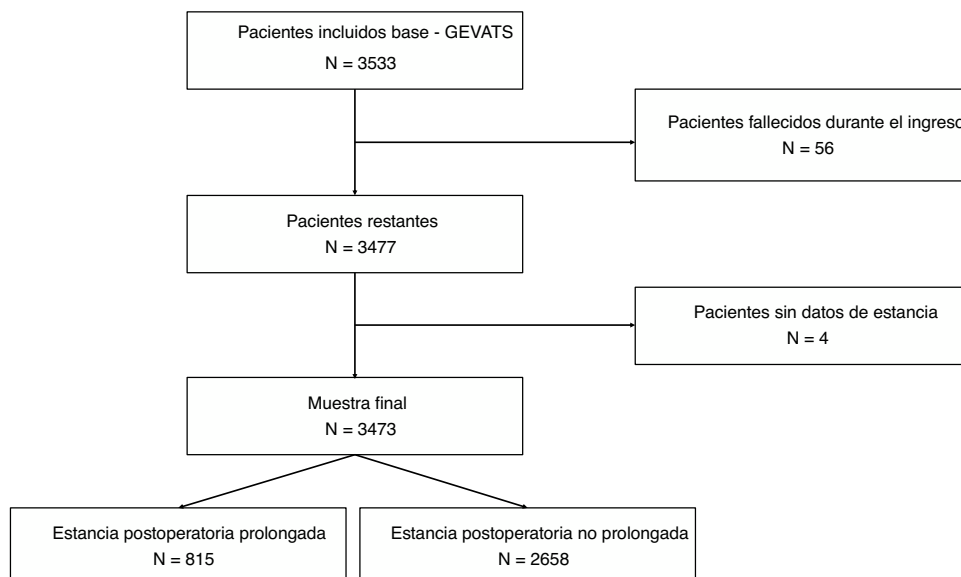 Pacientes incluidos base - GEVATS
N = 3533
Pacientes fallecidos durante el ingreso
N = 56
Pacientes restantes
N = 3477
Pacientes sin datos de estancia
N = 4
Muestra final
N = 3473
Estancia postoperatoria prolongada
N = 815
Estancia postoperatoria no prolongada
N = 2658